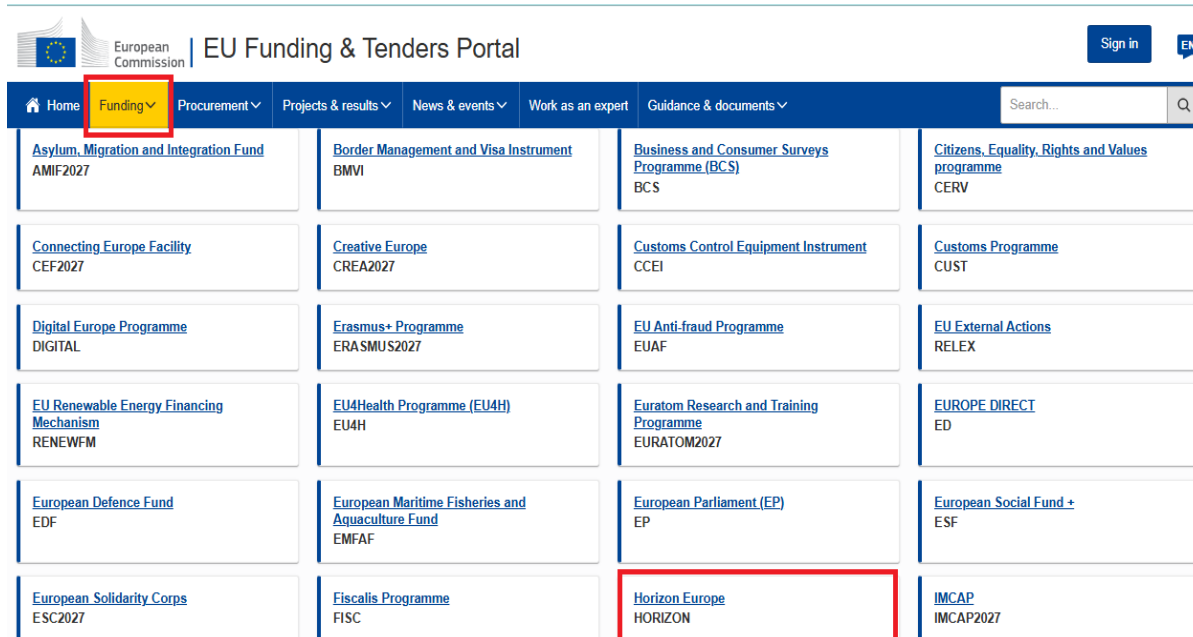 European
Commission
EU Funding & Tenders Portal
Sign in
EN
Home
Funding
Procurement
Projects & results
News & events
Work as an expert
Guidance & documents
Search...
Asylum, Migration and Integration Fund
AMIF2027
Border Management and Visa Instrument
BMVI
Business and Consumer Surveys
Programme (BCS)
BCS
Citizens, Equality, Rights and Values
programme
CERV
Connecting Europe Facility
CEF2027
Creative Europe
CREA2027
Customs Control Equipment Instrument
CCEI
Customs Programme
CUST
Digital Europe Programme
DIGITAL
Erasmus+ Programme
ERASMUS2027
EU Anti-fraud Programme
EUAF
EU External Actions
RELEX
EU Renewable Energy Financing
Mechanism
RENEWFM
EU4Health Programme (EU4H)
EU4H
Euratom Research and Training
Programme
EURATOM2027
EUROPE DIRECT
ED
European Defence Fund
EDF
European Maritime Fisheries and
Aquaculture Fund
EMFAF
European Parliament (EP)
EP
European Social Fund +
ESF
European Solidarity Corps
ESC2027
Fiscalis Programme
FISC
Horizon Europe
HORIZON
IMCAP
IMCAP2027